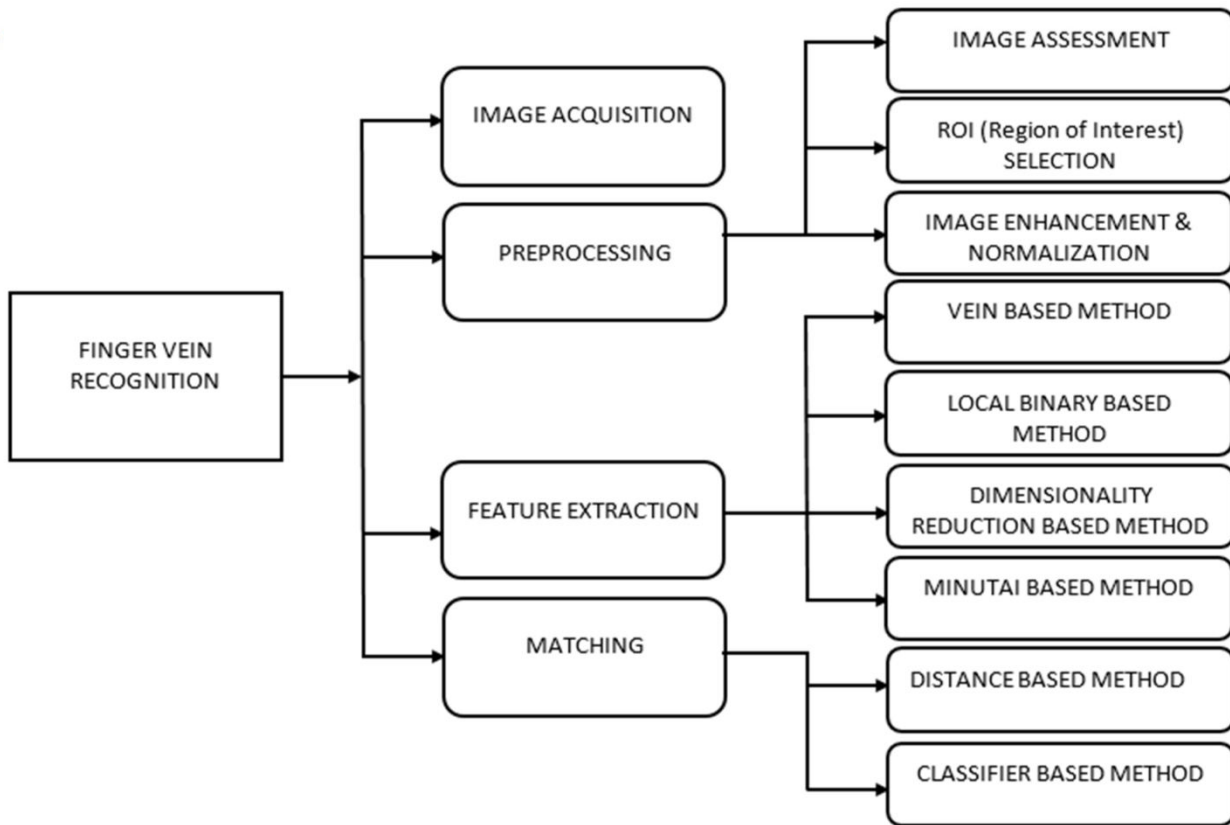 FINGER VEIN
RECOGNITION
IMAGE ACQUISITION
PREPROCESSING
FEATURE EXTRACTION
MATCHING
IMAGE ASSESSMENT
ROI (Region of Interest)
SELECTION
IMAGE ENHANCEMENT &
NORMALIZATION
VEIN BASED METHOD
LOCAL BINARY BASED
METHOD
DIMENSIONALITY
REDUCTION BASED METHOD
MINUTAI BASED METHOD
DISTANCE BASED METHOD
CLASSIFIER BASED METHOD